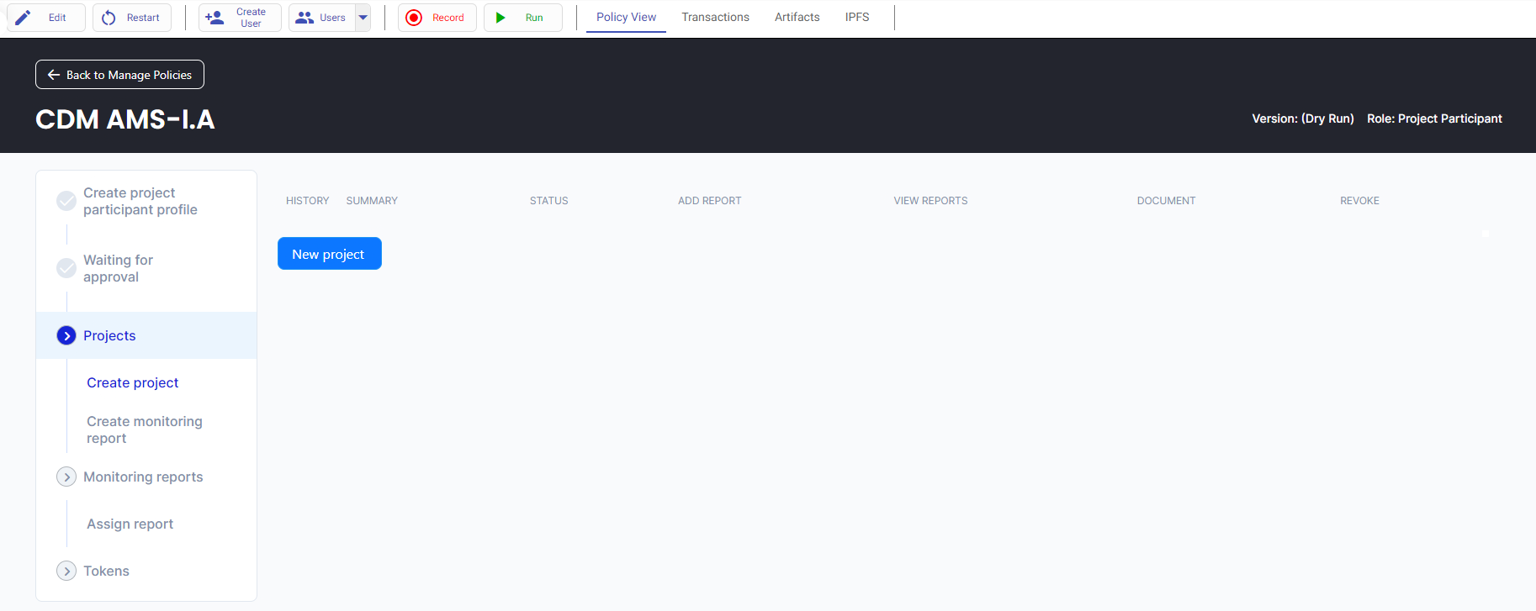 Edit
Restart
Create
User
Users
Record
Run
Policy View
Transactions
Artifacts
IPFS
Back to Manage Policies
CDM AMS-I.A
Version: (Dry Run)
Role: Project Participant
Create project
participant profile
Waiting for
approval
Projects
Create project
Create monitoring
report
Monitoring reports
Assign report
Tokens
HISTORY
SUMMARY
STATUS
ADD REPORT
VIEW REPORTS
DOCUMENT
REVOKE
New project